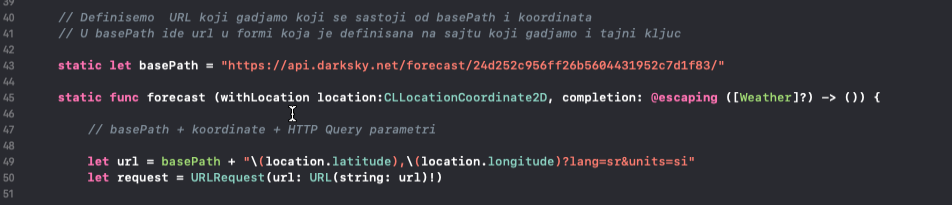 39
40 // Definisemo  URL koji gadjamo koji se sastoji od basePath i koordinata
41 // U basePath ide url u formi koja je definisana na sajtu koji gadjamo i tajni kljuc
42
43 static let basePath = "https://api.darksky.net/forecast/24d252c956ff26b5604431952c7d1f83/"
44
45 static func forecast (withLocation location:CLLocationCoordinate2D, completion: @escaping ([Weather]?) -> ()) {
46
47 // basePath + koordinate + HTTP Query parametri
48
49 let url = basePath + "\(location.latitude),\(location.longitude)?lang=sr&units=si"
50 let request = URLRequest(url: URL(string: url)!)
51